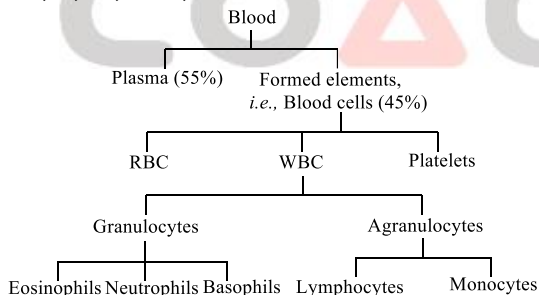 Blood
Plasma (55%) Formed elements,
i.e., Blood cells (45%)
RBC WBC Platelets
Granulocytes Agranulocytes
Eosinophils Neutrophils Basophils Lymphocytes Monocytes